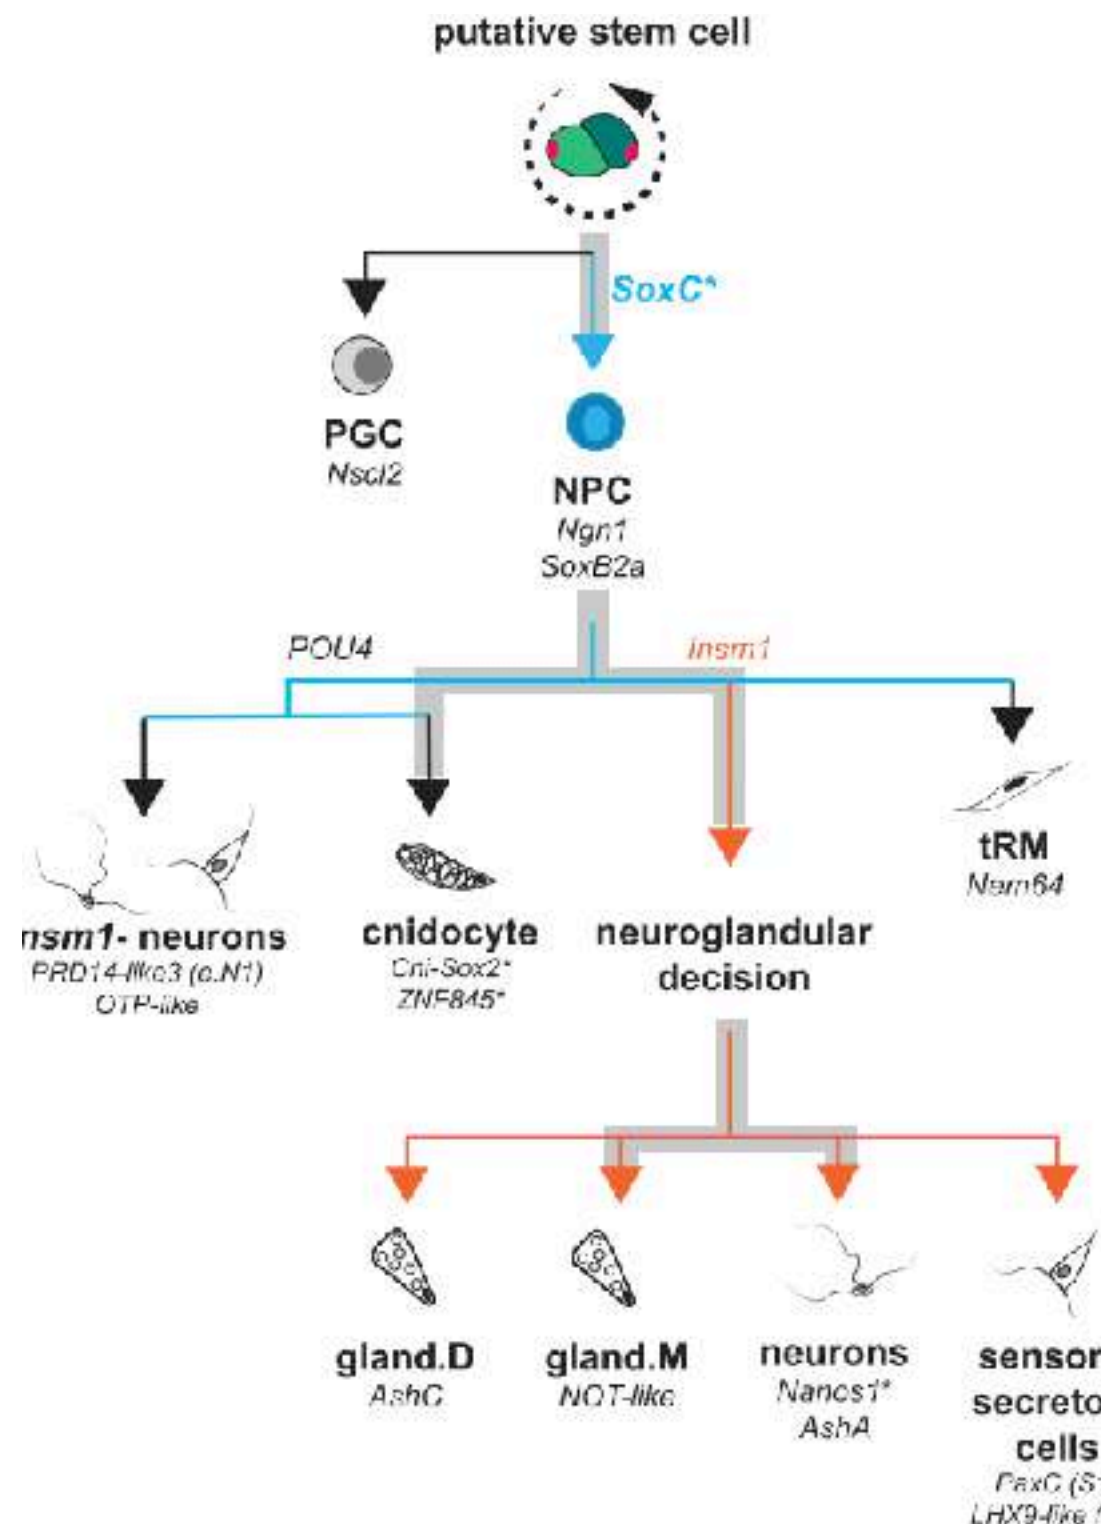 putative stem cell
SoxC*
PGC
Nscl2
NPC
Ngn1
SoxB2a
POU4
insm1
tRM
Nem64
nsm1- neurons
PRD14-like3 (e.N1)
OTP-like
cnidocyte
Cni-Sox2*
ZNF845*
neuroglandular
decision
gland.D
AshC
gland.M
NOT-like
neurons
Nanos1*
AshA
sensor
secreto
cells
PaxC (S
LHX9-like